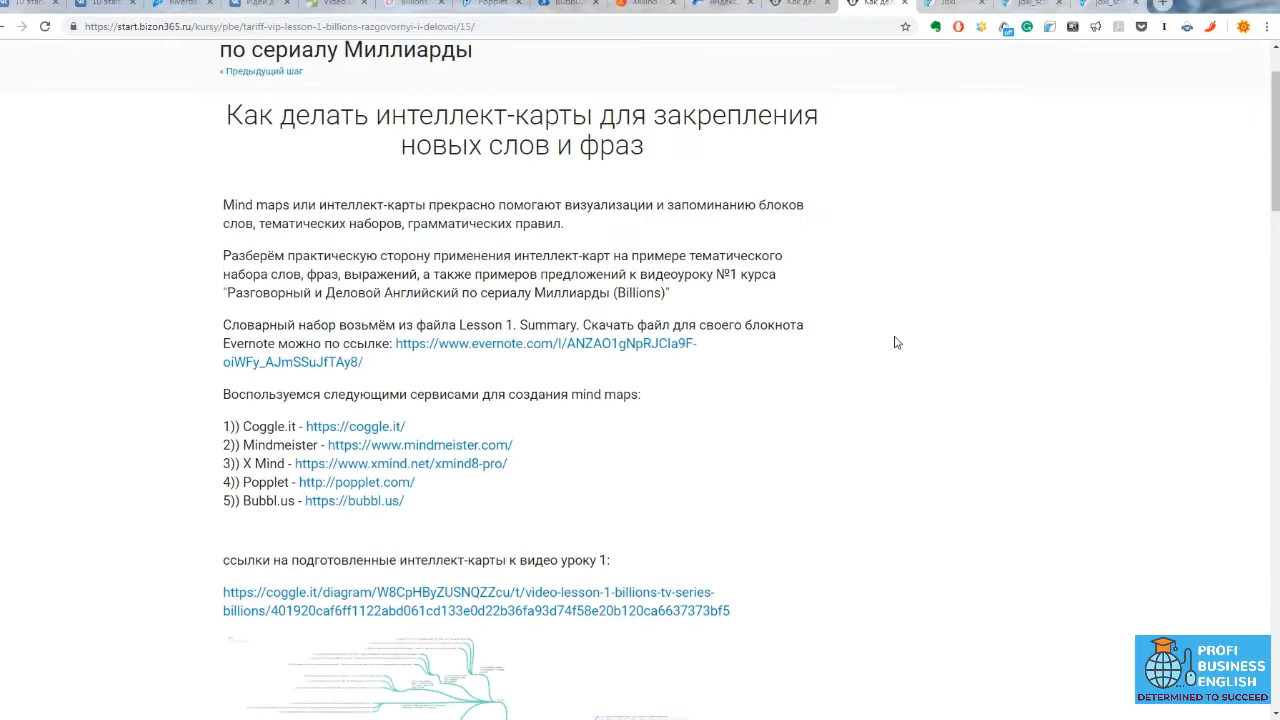 https://start.bizon365.ru/kursy/pbe/tariff-vip-lesson-1-billions-razgovornyi-i-delovoi/15/
по сериалу Миллиарды
« Предыдущий шаг
Как делать интеллект-карты для закрепления
новых слов и фраз
Mind maps или интеллект-карты прекрасно помогают визуализации и запоминанию блоков
слов, тематических наборов, грамматических правил.
Разберём практическую сторону применения интеллект-карт на примере тематического
набора слов, фраз, выражений, а также примеров предложений к видеоуроку №1 курса
"Разговорный и Деловой Английский по сериалу Миллиарды (Billions)"
Словарный набор возьмём из файла Lesson 1. Summary. Скачать файл для своего блокнота
Evernote можно по ссылке: https://www.evernote.com/l/ANZAO1gNpRJCIa9F-
oiWFy_AJmSSuJfTAy8/
Воспользуемся следующими сервисами для создания mind maps:
1)) Coggle.it - https://coggle.it/
2)) Mindmeister - https://www.mindmeister.com/
3)) X Mind - https://www.xmind.net/xmind8-pro/
4)) Popplet - http://popplet.com/
5)) Bubbl.us - https://bubbl.us/
ссылки на подготовленные интеллект-карты к видео уроку 1:
https://coggle.it/diagram/W8CpHByZUSNQZZcu/t/video-lesson-1-billions-tv-series-
billions/401920caf6ff1122abd061cd133e0d22b36fa93d74f58e20b120ca6637373bf5
PROFI
BUSINESS
ENGLISH
DETERMINED TO SUCCEED